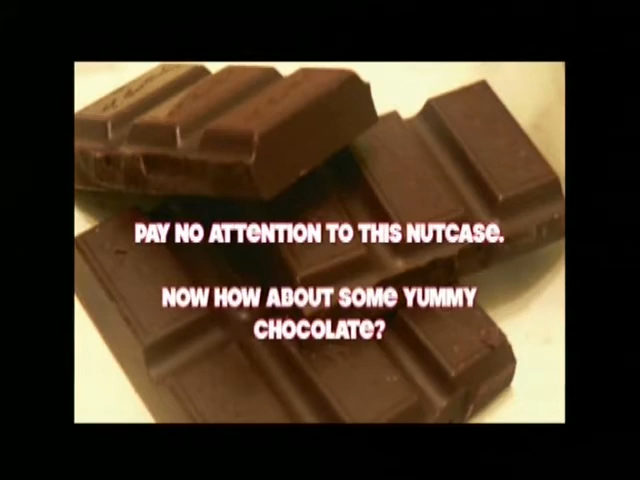 PAY NO ATTENTION TO THIS NUTCASE.
NOW HOW ABOUT SOME YUMMY
CHOCOLATE?